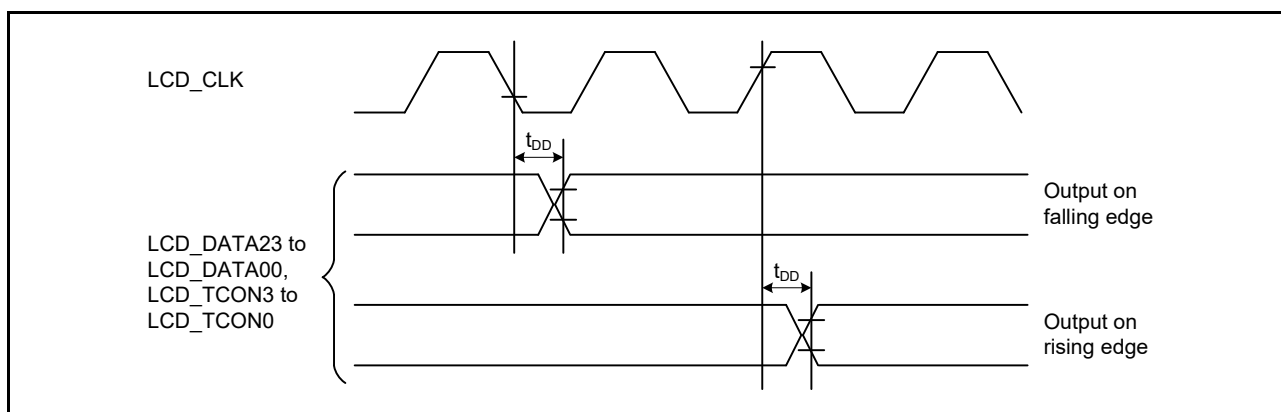 LCD_CLK
tDD
Output on
falling edge
LCD_DATA23 to
LCD_DATA00,
LCD_TCON3 to
LCD_TCON0
tDD
Output on
rising edge